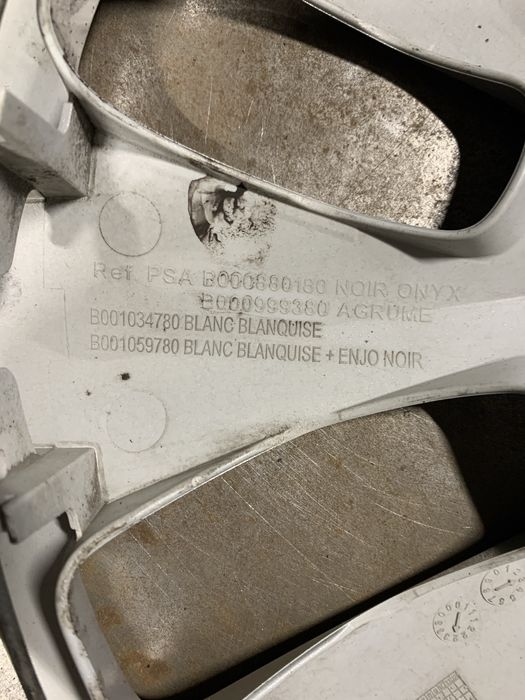 Ref PSA B000880180 NOIR ONYX
B000999380 AGRUME
B001034780 BLANC BLANQUISE
B001059780 BLANC BLANQUISE + ENJO NOIR